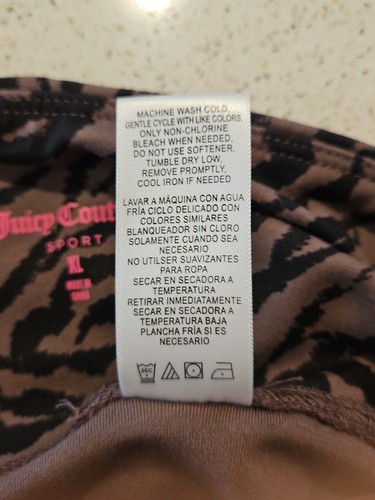 MACHINE WASH COLD,
GENTLE CYCLE WITH LIKE COLORS.
ONLY NON-CHLORINE
BLEACH WHEN NEEDED,
DO NOT USE SOFTENER,
TUMBLE DRY LOW,
REMOVE PROMPTLY,
COOL IRON IF NEEDED
LAVAR A MÁQUINA CON AGUA
FRÍA CICLO DELICADO CON
COLORES SIMILARES
BLANQUEADOR SIN CLORO
SOLAMENTE CUANDO SEA
NECESARIO
NO UTILSER SUAVIZANTES
PARA ROPA
SECAR EN SECADORA A
TEMPERATURA
RETIRAR INMEDIATAMENTE
SECAR EN SECADORA A
TEMPERATURA BAJA
PLANCHA FRÍA SI ES
NECESARIO
Juicy Cout
SPORT
XL
MADE IN